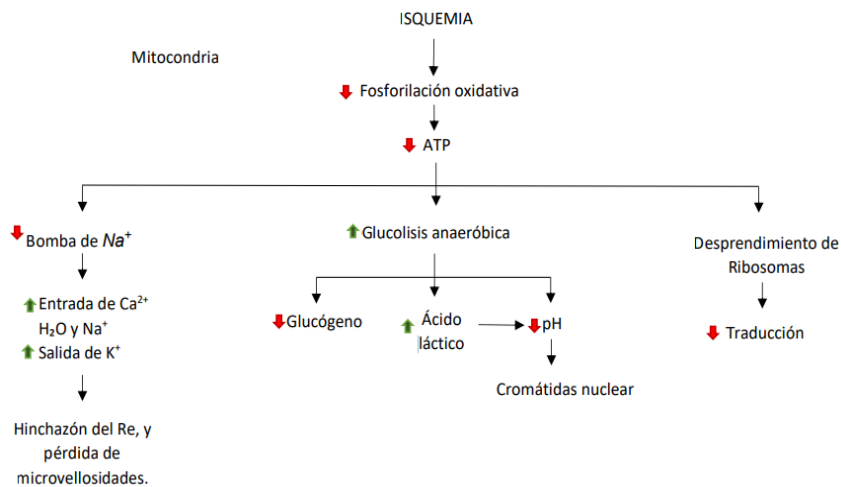 ISQUEMIA
Mitocondria
Fosforilación oxidativa
ATP
Bomba de Na⁺
Glucolisis anaeróbica
Desprendimiento de
Ribosomas
Entrada de Ca²⁺
H₂O y Na⁺
Salida de K⁺
Glucógeno
Ácido
láctico
pH
Traducción
Cromátidas nuclear
Hinchazón del Re, y
pérdida de
microvellosidades.